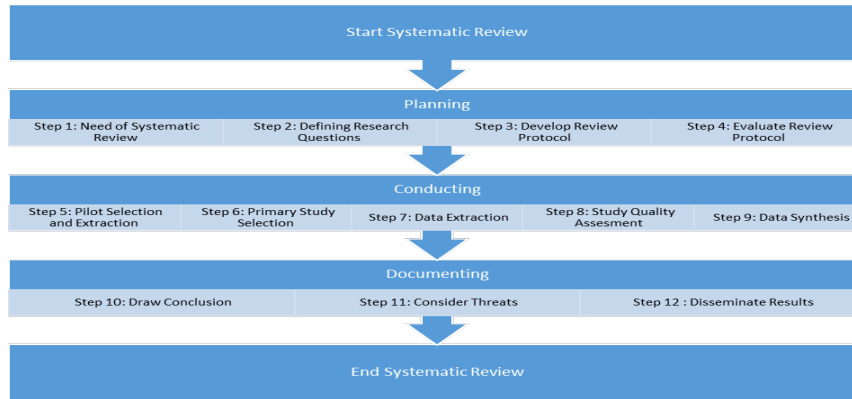 Start Systematic Review
Planning
Step 1: Need of Systematic
Review
Step 2: Defining Research
Questions
Step 3: Develop Review
Protocol
Step 4: Evaluate Review
Protocol
Conducting
Step 5: Pilot Selection
and Extraction
Step 6: Primary Study
Selection
Step 7: Data Extraction
Step 8: Study Quality
Assesment
Step 9: Data Synthesis
Documenting
Step 10: Draw Conclusion
Step 11: Consider Threats
Step 12 : Disseminate Results
End Systematic Review